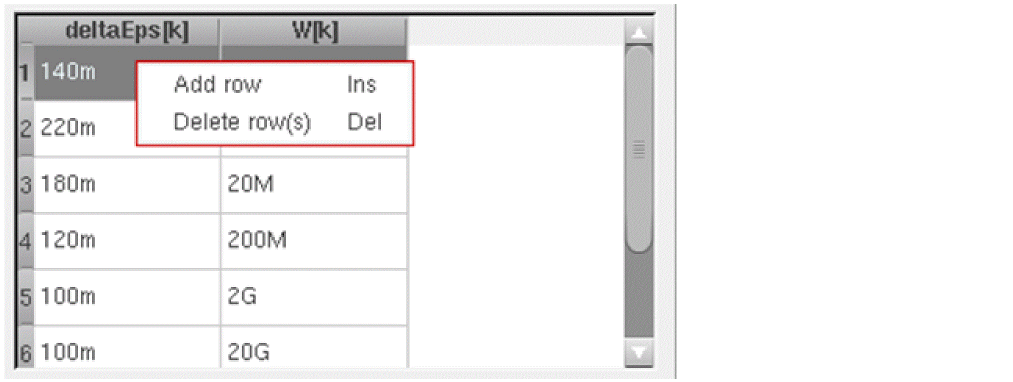 deltaEps[k] W[k]
1 140m
Add row Ins
Delete row(s) Del
2 220m
3 180m 20M
4 120m 200M
5 100m 2G
6 100m 20G